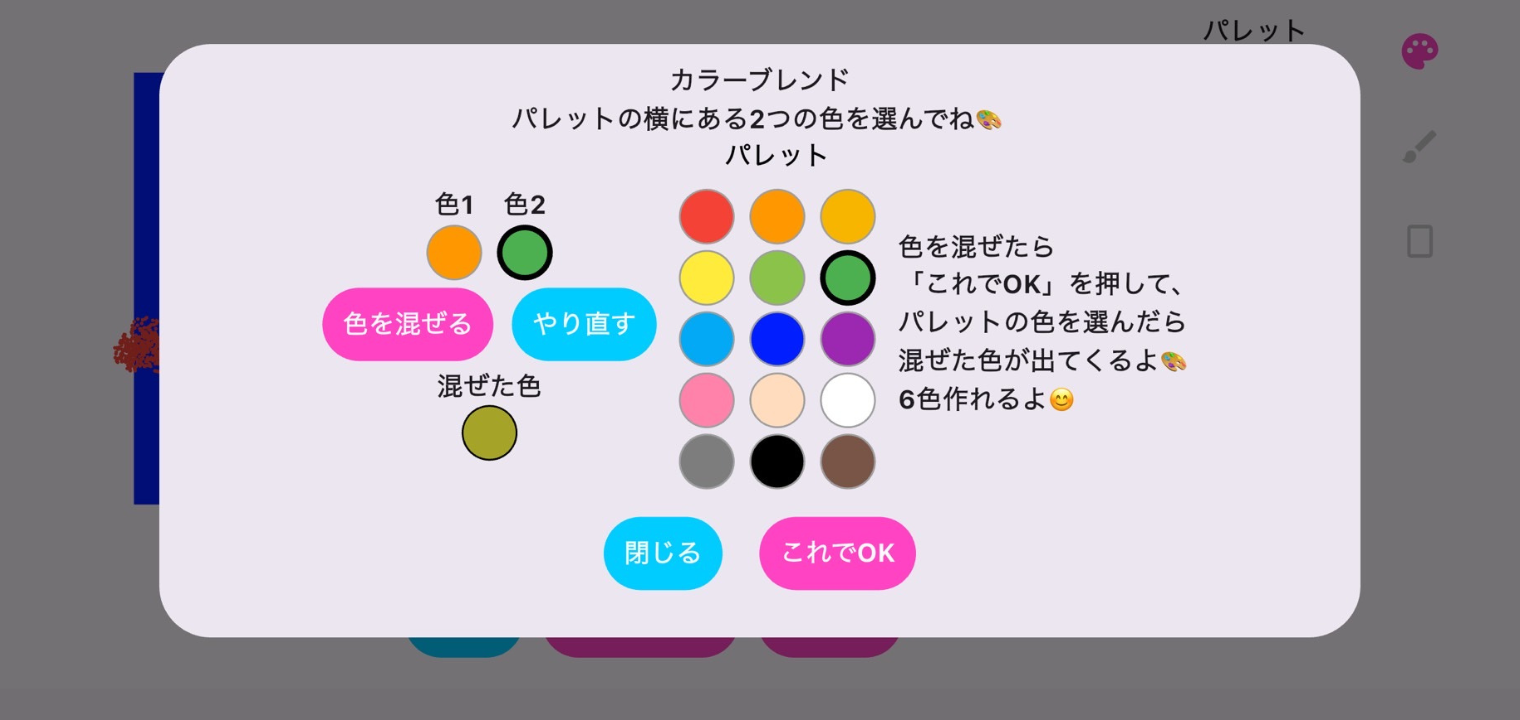 パレット
カラーブレンド
パレットの横にある2つの色を選んでね🎨
パレット
色1 色2
色を混ぜる やり直す
混ぜた色
色を混ぜたら
「これでOK」を押して、
パレットの色を選んだら
混ぜた色が出てくるよ🎨
6色作れるよ😊
閉じる これでOK